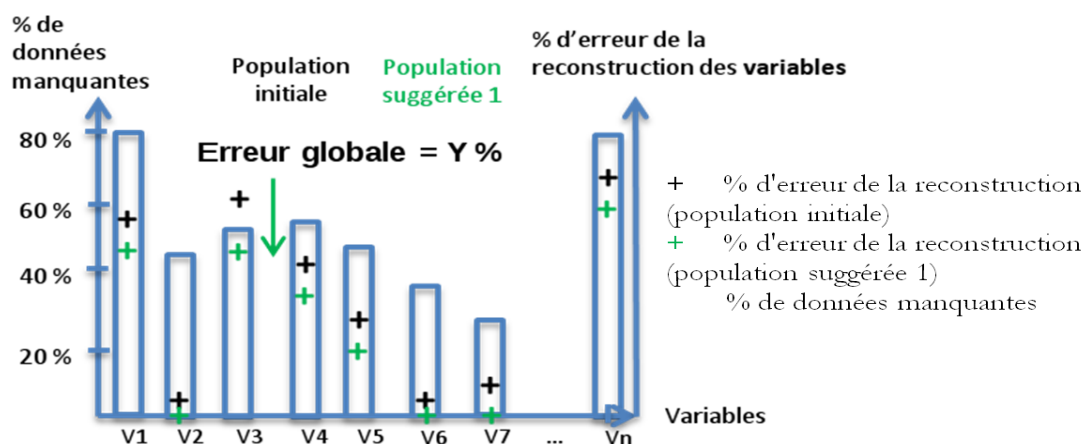 % de
données
manquantes
Population
initiale
Population
suggérée 1
% d'erreur de la
reconstruction des variables
Erreur globale = Y %
80 %
60 %
40 %
20 %
+ % d'erreur de la reconstruction
(population initiale)
+ % d'erreur de la reconstruction
(population suggérée 1)
% de données manquantes
V1 V2 V3 V4 V5 V6 V7 ... Vn
Variables